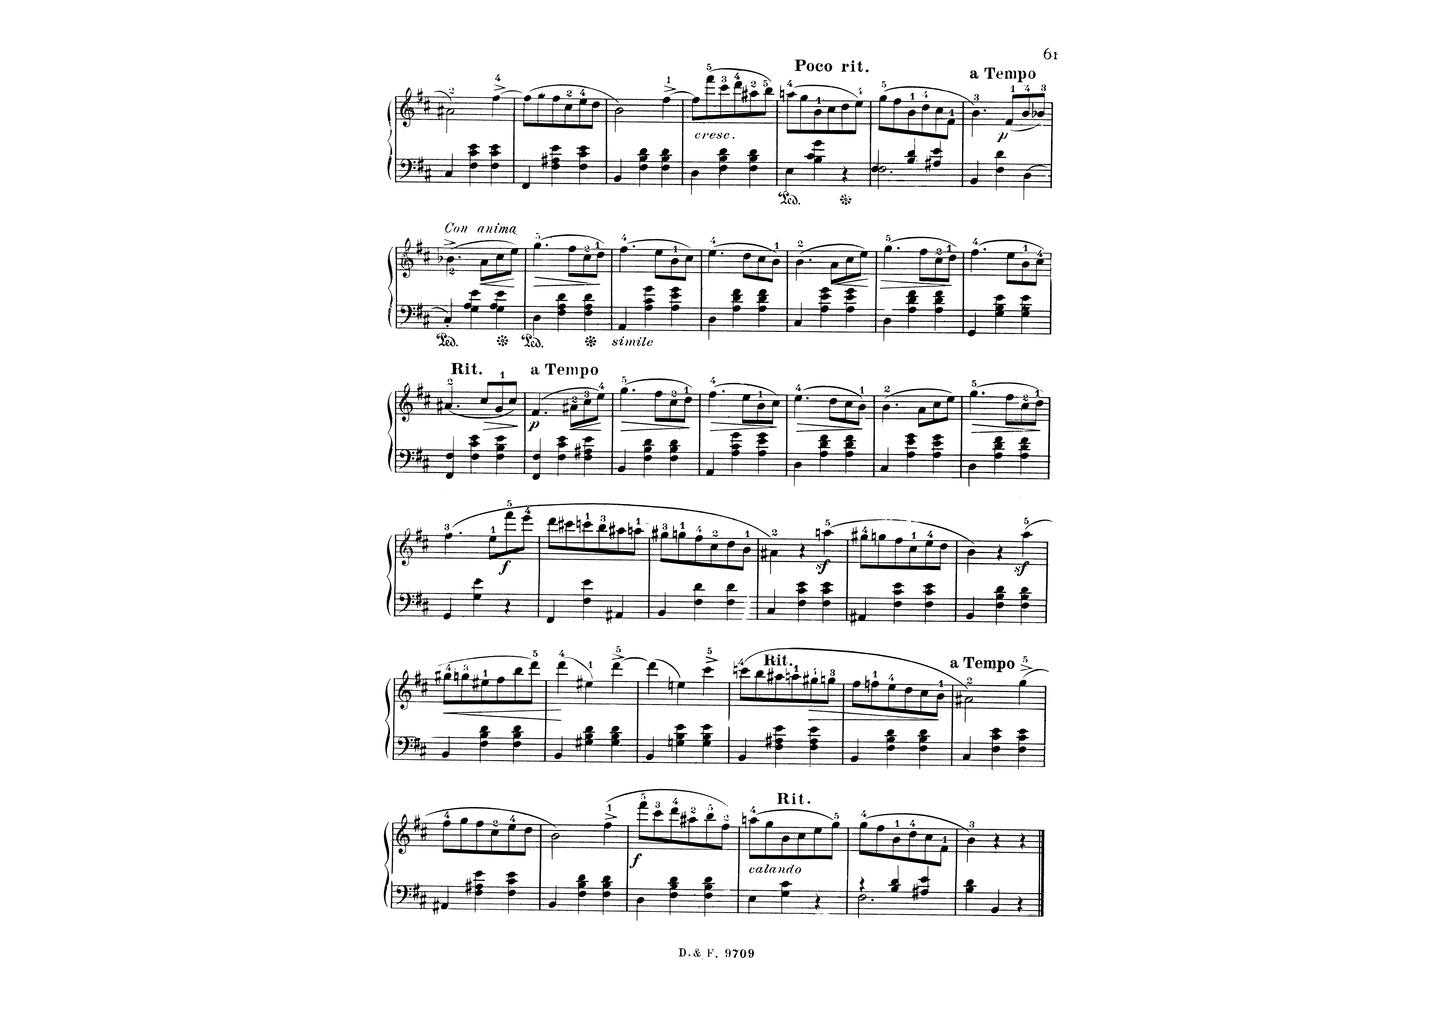 61
Poco rit.
a Tempo
cresc.
p
Ped.
Con anima
Ped.
Ped.
simile
Rit.
a Tempo
p
f
sf
sf
Rit.
a Tempo
Rit.
f
calando
D. & F. 9709